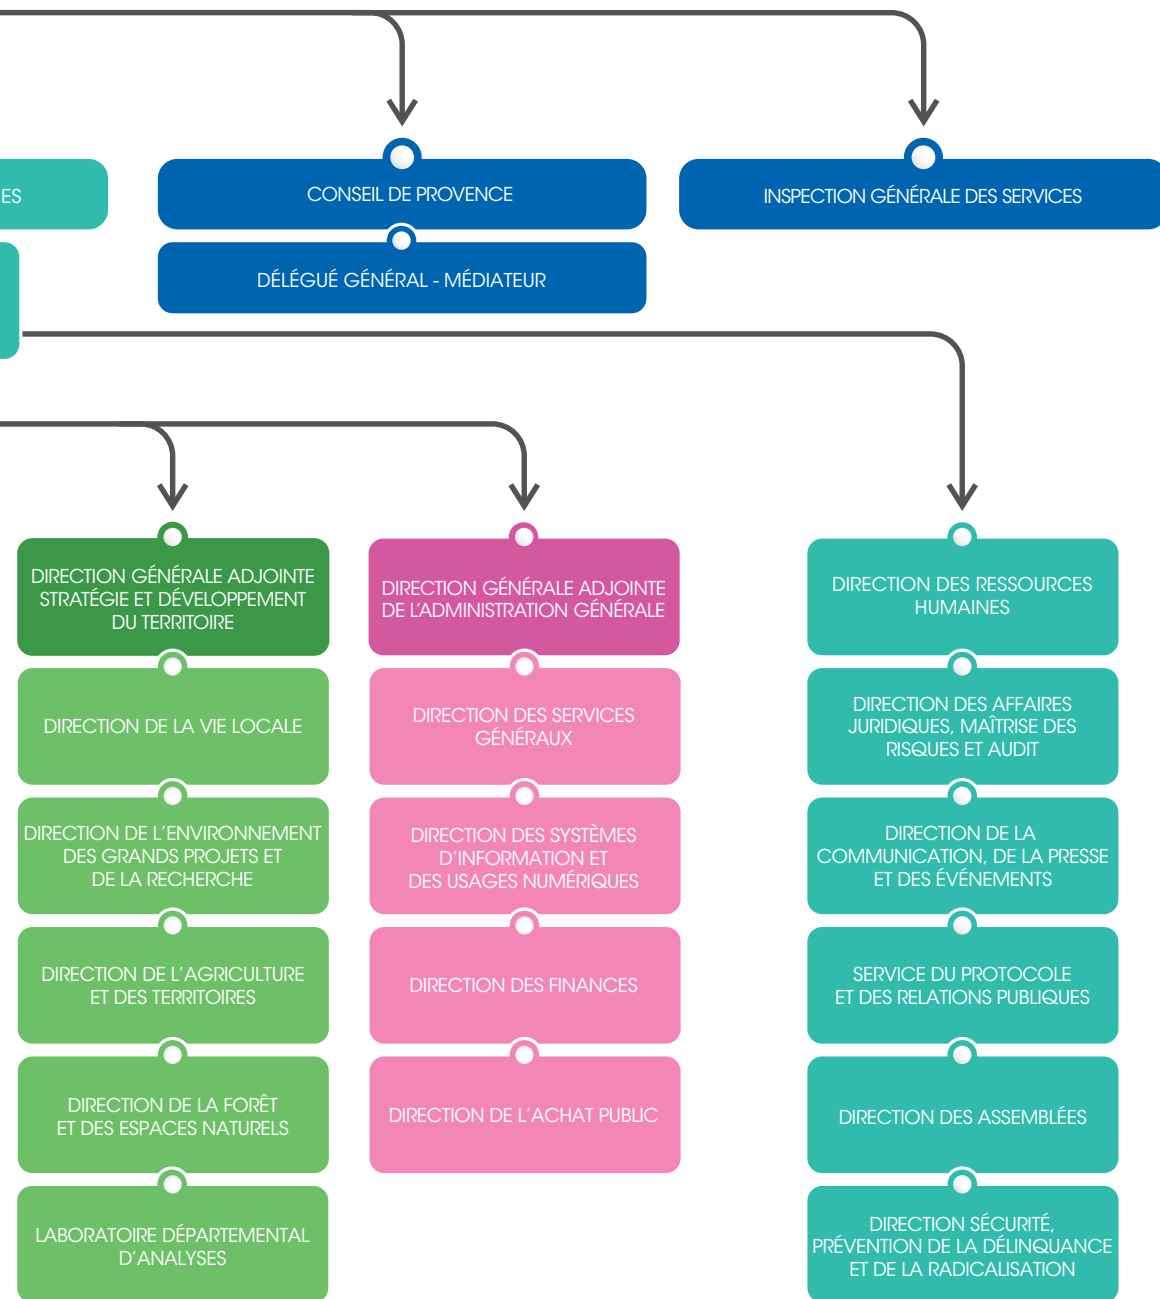 ES
CONSEIL DE PROVENCE
INSPECTION GÉNÉRALE DES SERVICES
DÉLÉGUÉ GÉNÉRAL - MÉDIATEUR
DIRECTION GÉNÉRALE ADJOINTE
STRATÉGIE ET DÉVELOPPEMENT
DU TERRITOIRE
DIRECTION DE LA VIE LOCALE
DIRECTION DE L'ENVIRONNEMENT
DES GRANDS PROJETS ET
DE LA RECHERCHE
DIRECTION DE L'AGRICULTURE
ET DES TERRITOIRES
DIRECTION DE LA FORÊT
ET DES ESPACES NATURELS
LABORATOIRE DÉPARTEMENTAL
D'ANALYSES
DIRECTION GÉNÉRALE ADJOINTE
DE L'ADMINISTRATION GÉNÉRALE
DIRECTION DES SERVICES
GÉNÉRAUX
DIRECTION DES SYSTÈMES
D'INFORMATION ET
DES USAGES NUMÉRIQUES
DIRECTION DES FINANCES
DIRECTION DE L'ACHAT PUBLIC
DIRECTION DES RESSOURCES
HUMAINES
DIRECTION DES AFFAIRES
JURIDIQUES, MAÎTRISE DES
RISQUES ET AUDIT
DIRECTION DE LA
COMMUNICATION, DE LA PRESSE
ET DES ÉVÉNEMENTS
SERVICE DU PROTOCOLE
ET DES RELATIONS PUBLIQUES
DIRECTION DES ASSEMBLÉES
DIRECTION SÉCURITÉ,
PRÉVENTION DE LA DÉLINQUANCE
ET DE LA RADICALISATION